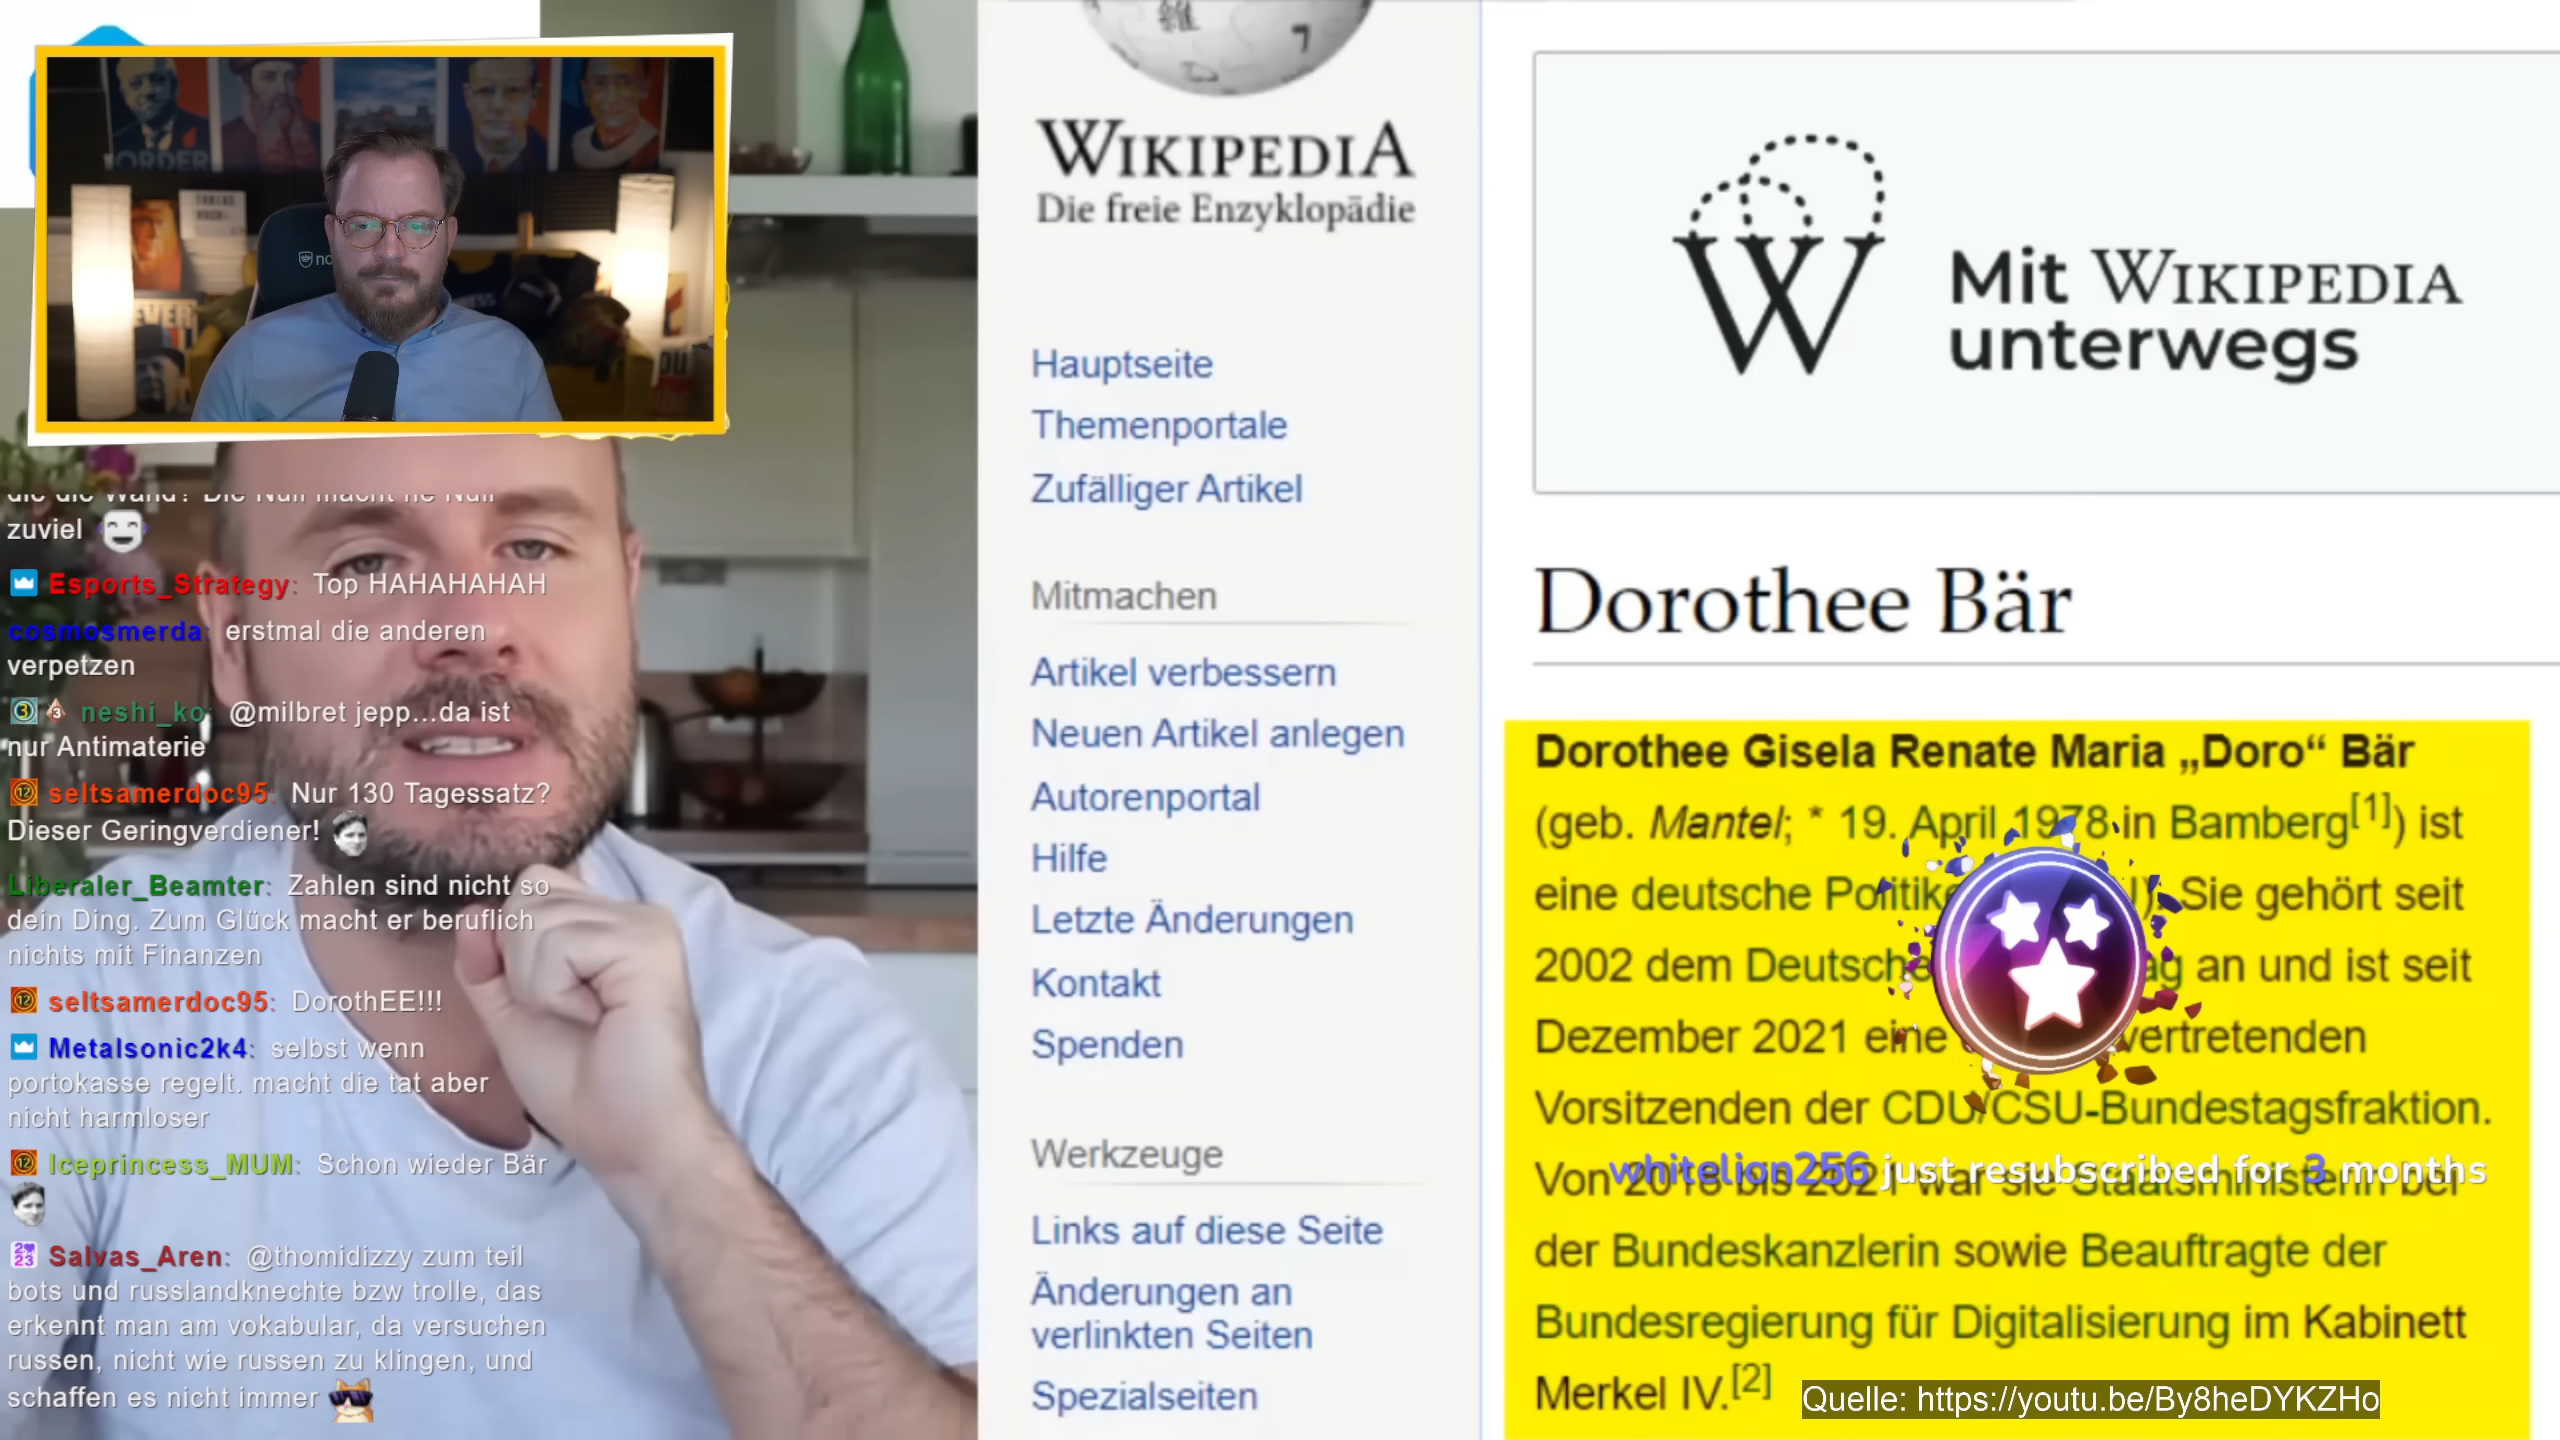 ORDER
zuviel
Esports_Strategy: Top HAHAHAHAH
cosmosmerda: erstmal die anderen
verpetzen
neshi_ko: @milbret jepp...da ist
nur Antimaterie
seltsamerdoc95: Nur 130 Tagessatz?
Dieser Geringverdiener!
Liberaler_Beamter: Zahlen sind nicht so
dein Ding. Zum Glück macht er beruflich
nichts mit Finanzen
seltsamerdoc95: DorothEE!!!
Metalsonic2k4: selbst wenn
portokasse regelt. macht die tat aber
nicht harmloser
Iceprincess_MUM: Schon wieder Bär
Salvas_Aren: @thomidizzy zum teil
bots und russlandknechte bzw trolle, das
erkennt man am vokabular, da versuchen
russen, nicht wie russen zu klingen, und
schaffen es nicht immer
WIKIPEDIA
Die freie Enzyklopädie
Hauptseite
Themenportale
Zufälliger Artikel
Mitmachen
Artikel verbessern
Neuen Artikel anlegen
Autorenportal
Hilfe
Letzte Änderungen
Kontakt
Spenden
Werkzeuge
Links auf diese Seite
Änderungen an
verlinkten Seiten
Spezialseiten
W
Mit WIKIPEDIA
unterwegs
Dorothee Bär
Dorothee Gisela Renate Maria „Doro“ Bär
(geb. Mantel; * 19. April 1978 in Bamberg[1]) ist
eine deutsche Sie gehört seit
2002 dem an und ist seit
Dezember 2021 eine vertretenden
Vorsitzenden der CDU/CSU-Bundestagsfraktion.
Von 2018 bis 2021 war sie Staatsministerin bei
whitelion256 just resubscribed for 3 months
der Bundeskanzlerin sowie Beauftragte der
Bundesregierung für Digitalisierung im Kabinett
Merkel IV.[2]
Quelle: https://youtu.be/By8heDYKZHo